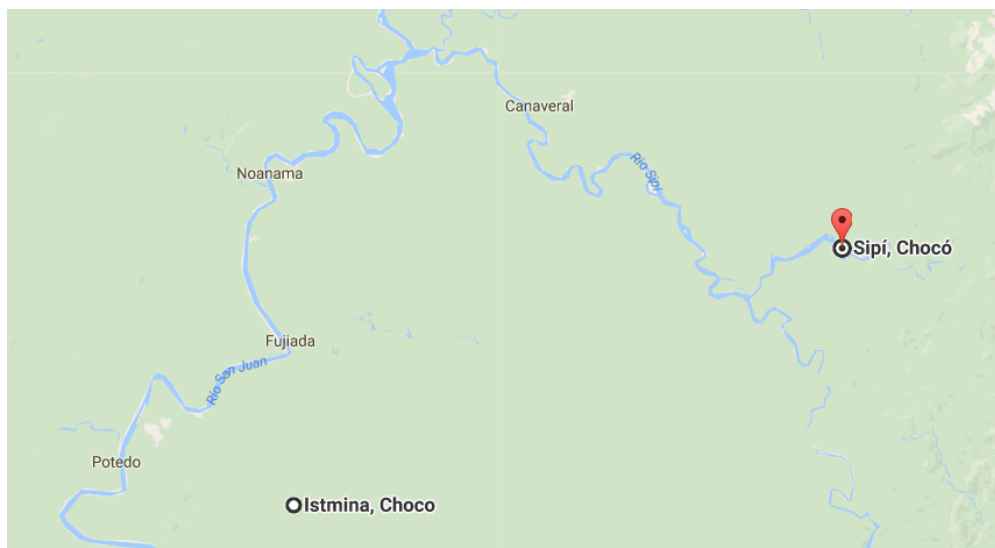 Canaveral
Río Sipí
Noanama
Sipí, Chocó
Fujiada
Río San Juan
Potedo
Istmina, Choco